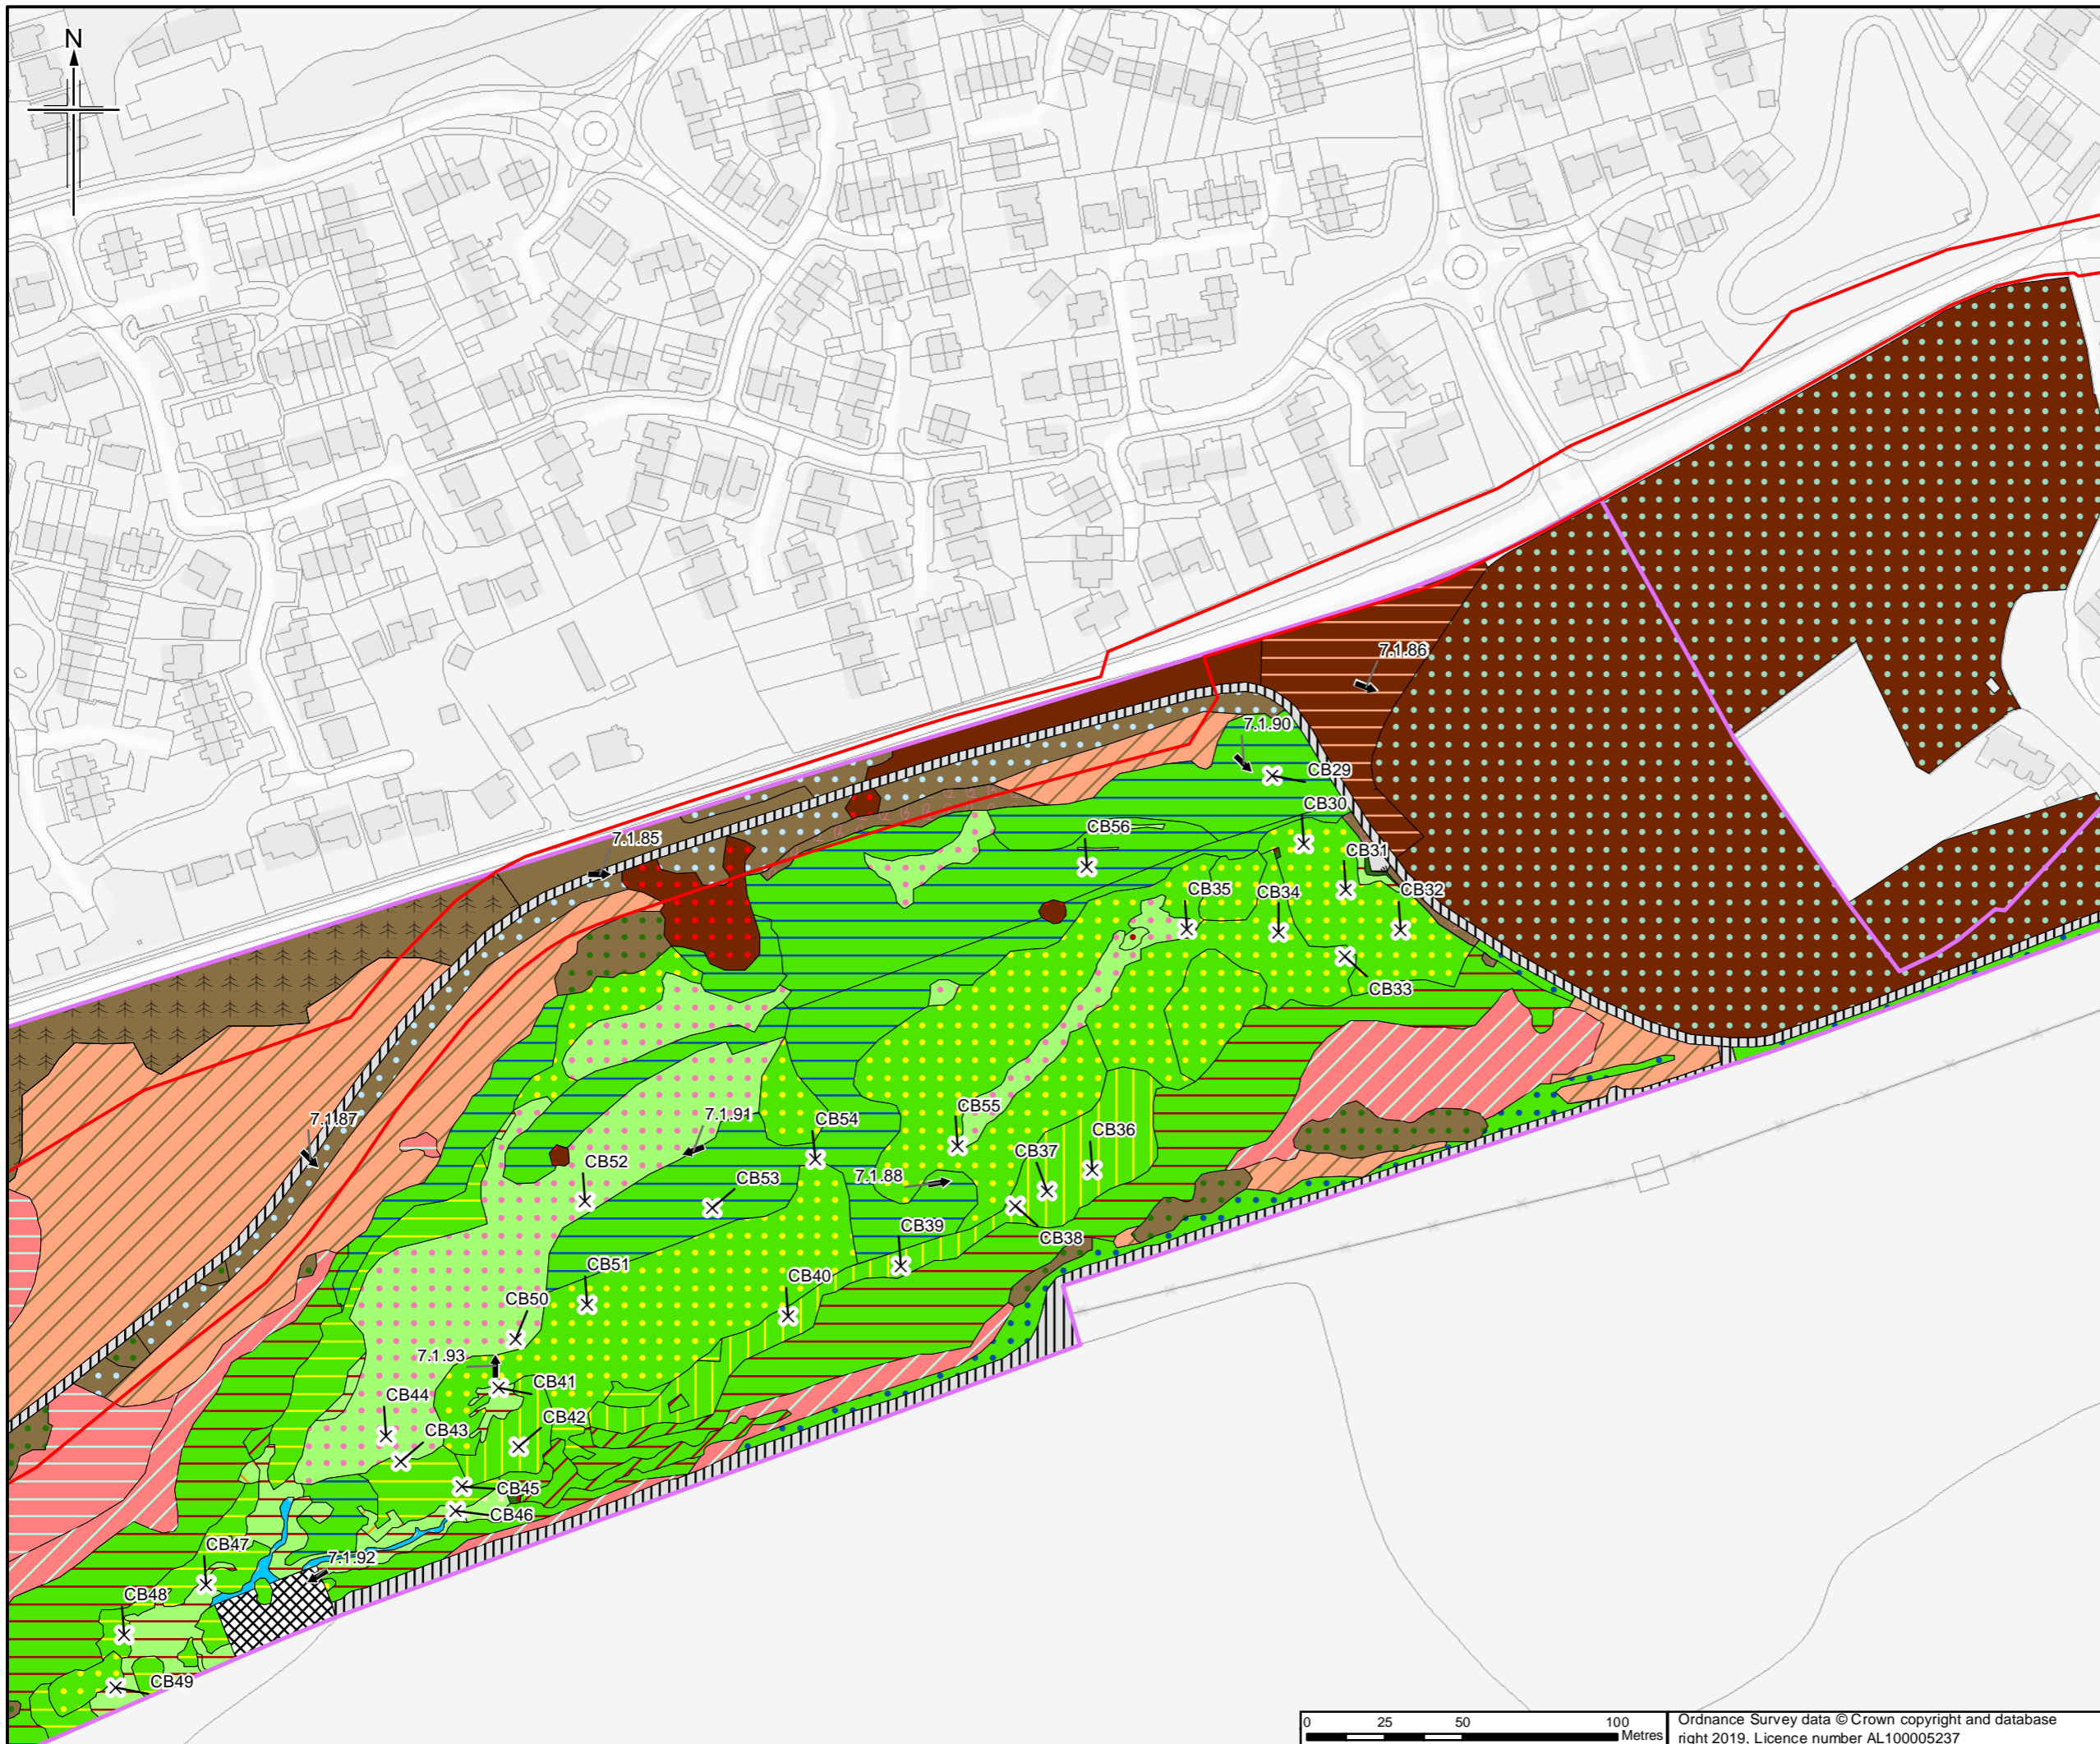 N
7.1.86
7.1.90
CB29
CB30
CB56
7.1.85
CB31
CB35
CB34
CB32
CB33
CB55
7.1.91
7.1.87
CB54
CB36
CB37
CB52
7.1.88
CB53
CB39
CB38
CB51
CB40
CB50
7.1.93
CB41
CB44
CB42
CB43
CB45
CB46
CB47
7.1.92
CB48
CB49
0 25 50 100
Metres
Ordnance Survey data © Crown copyright and database
right 2019, Licence number AL100005237